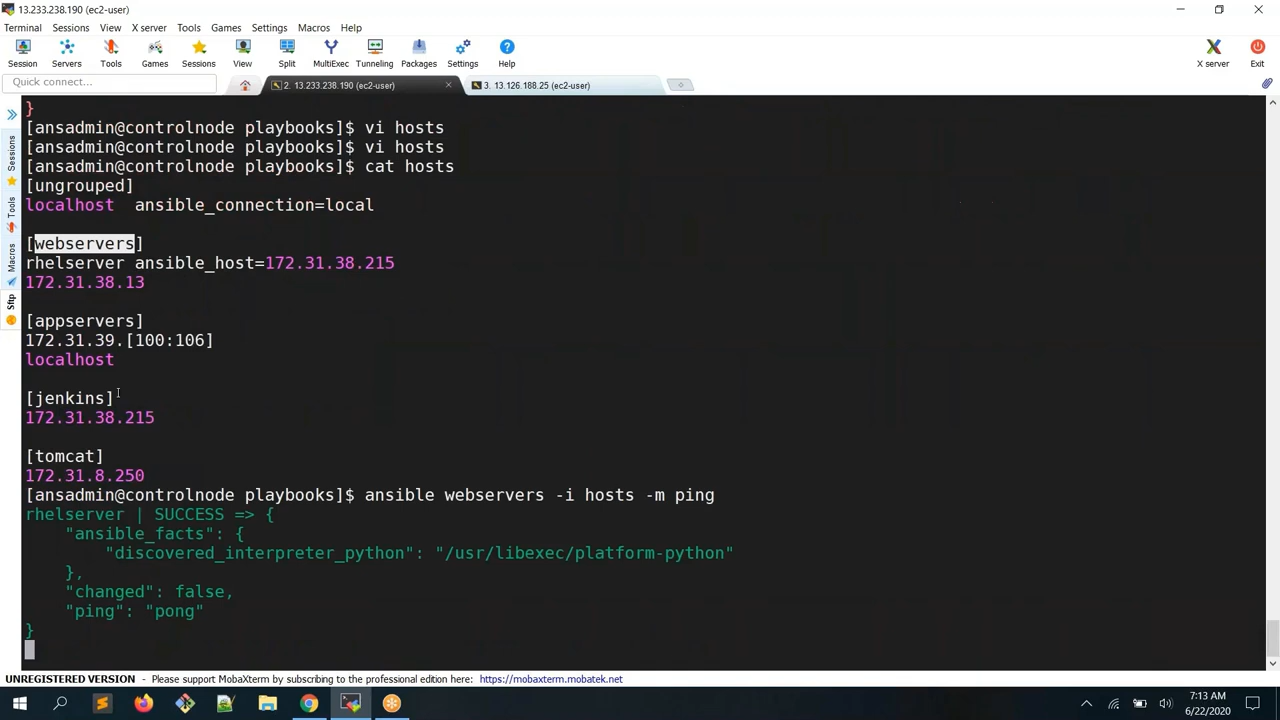 13.233.238.190 (ec2-user)
Terminal Sessions View X server Tools Games Settings Macros Help
Session Servers Tools Games Sessions View Split MultiExec Tunneling Packages Settings Help X server Exit
Quick connect... 2. 13.233.238.190 (ec2-user) 3. 13.126.188.25 (ec2-user)
Sessions
Tools
Macros
Sftp
}
[ansadmin@controlnode playbooks]$ vi hosts
[ansadmin@controlnode playbooks]$ vi hosts
[ansadmin@controlnode playbooks]$ cat hosts
[ungrouped]
localhost  ansible_connection=local
[webservers]
rhelserver ansible_host=172.31.38.215
172.31.38.13
[appservers]
172.31.39.[100:106]
localhost
[jenkins]
172.31.38.215
[tomcat]
172.31.8.250
[ansadmin@controlnode playbooks]$ ansible webservers -i hosts -m ping
rhelserver | SUCCESS => {
    "ansible_facts": {
        "discovered_interpreter_python": "/usr/libexec/platform-python"
    },
    "changed": false,
    "ping": "pong"
}
UNREGISTERED VERSION - Please support MobaXterm by subscribing to the professional edition here: https://mobaxterm.mobatek.net
7:13 AM
6/22/2020